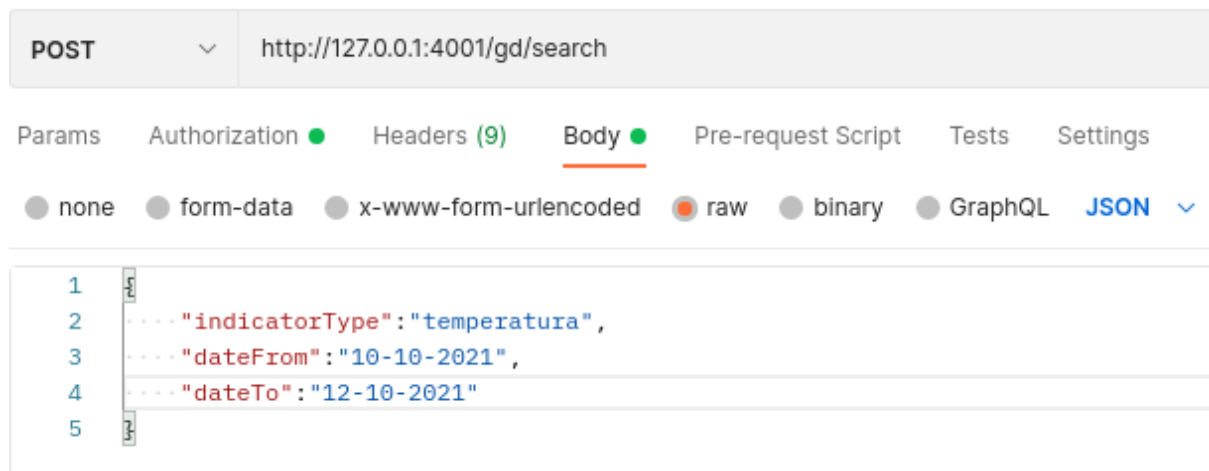 POST http://127.0.0.1:4001/gd/search
Params Authorization Headers (9) Body Pre-request Script Tests Settings
none form-data x-www-form-urlencoded raw binary GraphQL JSON
1 {
2 "indicatorType":"temperatura",
3 "dateFrom":"10-10-2021",
4 "dateTo":"12-10-2021"
5 }